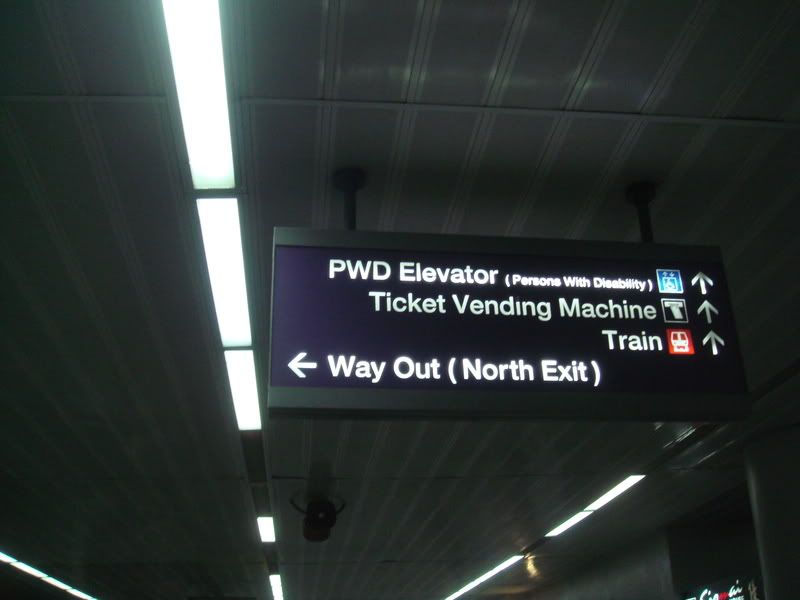 PWD Elevator (Persons With Disability)
Ticket Vending Machine
Train
Way Out (North Exit)